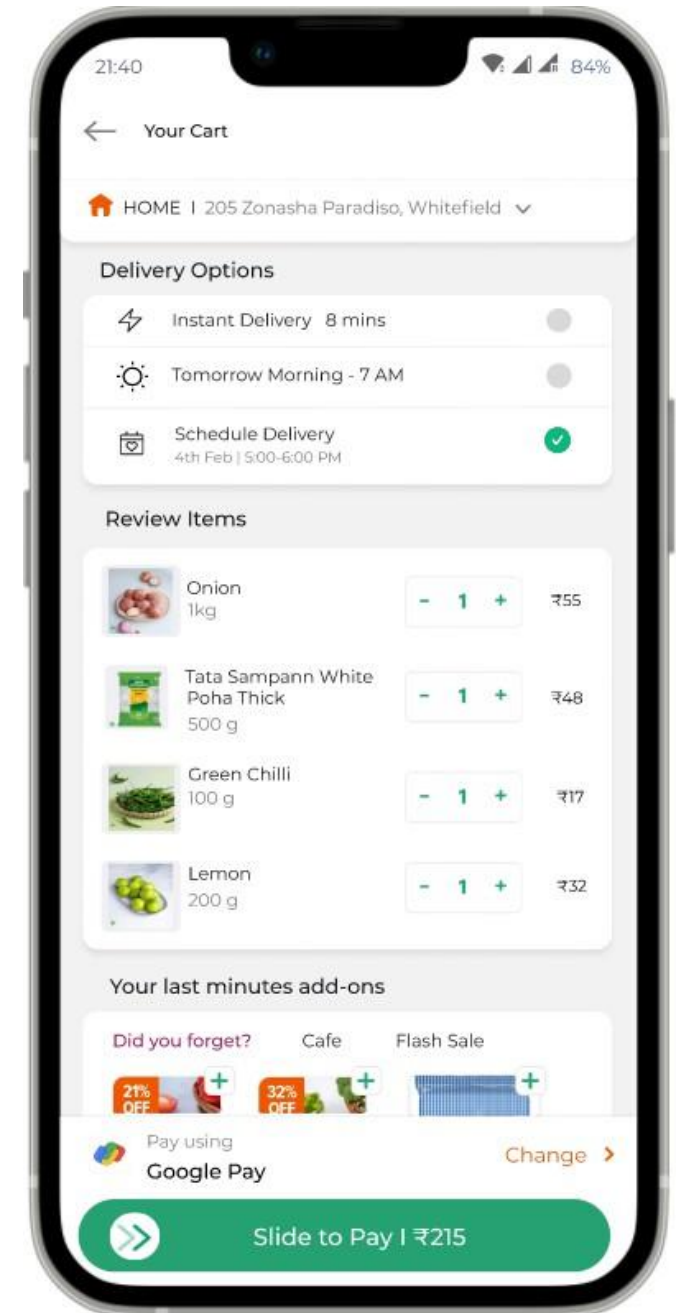 21:40
84%
Your Cart
HOME I 205 Zonasha Paradiso, Whitefield
Delivery Options
Instant Delivery 8 mins
Tomorrow Morning - 7 AM
Schedule Delivery
4th Feb | 5:00-6:00 PM
Review Items
Onion
1kg
- 1 +
₹55
Tata Sampann White
Poha Thick
500 g
- 1 +
₹48
Green Chilli
100 g
- 1 +
₹17
Lemon
200 g
- 1 +
₹32
Your last minutes add-ons
Did you forget? Cafe Flash Sale
21%
OFF
+
32%
OFF
+
+
Pay using
Google Pay
Change >
Slide to Pay I ₹215